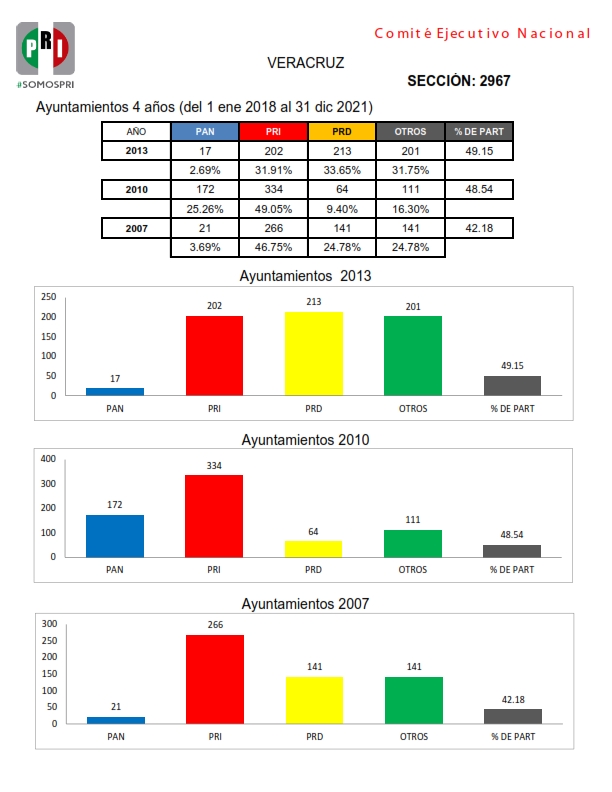 Comité Ejecutivo Nacional
PRI
#SOMOSPRI
VERACRUZ
SECCIÓN: 2967
Ayuntamientos 4 años (del 1 ene 2018 al 31 dic 2021)
AÑO PAN PRI PRD OTROS % DE PART
2013 17 202 213 201 49.15
2.69% 31.91% 33.65% 31.75%
2010 172 334 64 111 48.54
25.26% 49.05% 9.40% 16.30%
2007 21 266 141 141 42.18
3.69% 46.75% 24.78% 24.78%
Ayuntamientos 2013
250
200
150
100
50
0
17 202 213 201 49.15
PAN PRI PRD OTROS % DE PART
Ayuntamientos 2010
400
300
200
100
0
172 334 64 111 48.54
PAN PRI PRD OTROS % DE PART
Ayuntamientos 2007
300
250
200
150
100
50
0
21 266 141 141 42.18
PAN PRI PRD OTROS % DE PART